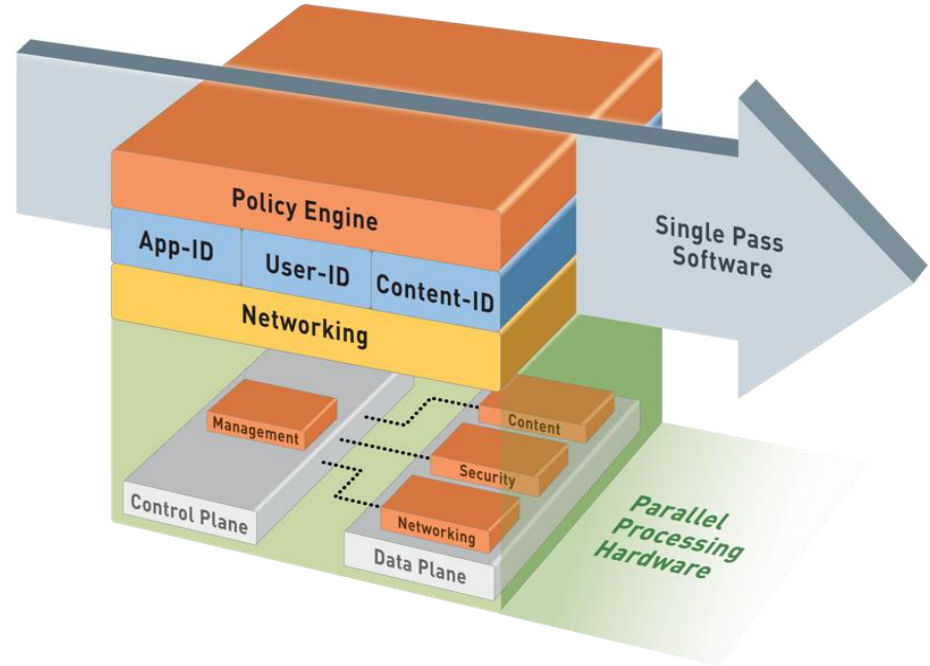 Policy Engine
App-ID
User-ID
Content-ID
Networking
Single Pass
Software
Management
Control Plane
Content
Security
Networking
Data Plane
Parallel
Processing
Hardware